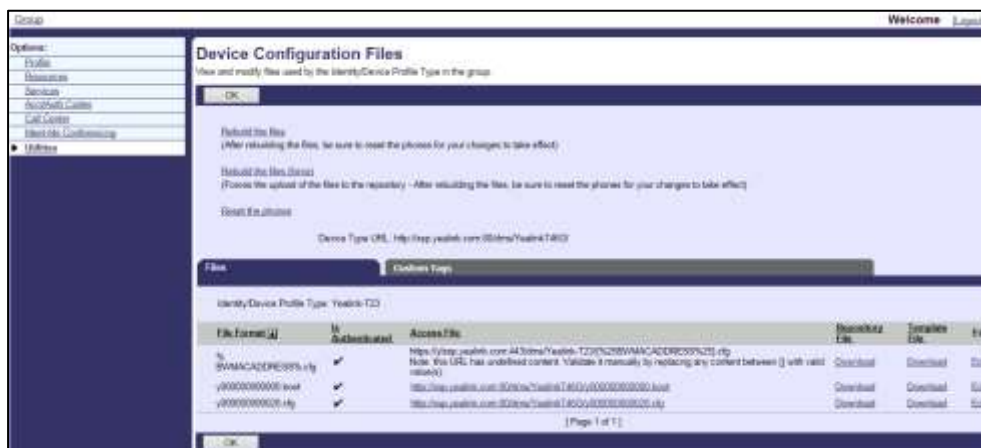 Group
Welcome [Logout
Options:
Profile
Resources
Services
Acct/Auth Codes
Call Center
Meet-Me Conferencing
Utilities
Device Configuration Files
View and modify files used by the Identity/Device Profile Type in the group.
OK
Rebuild the files
(After rebuilding the files, be sure to reset the phones for your changes to take effect)
Rebuild the files (force)
(Forces the upload of the files to the repository - After rebuilding the files, be sure to reset the phones for your changes to take effect)
Reset the phones
Device Type URL:
Files Custom Tags
Identity/Device Profile Type: Yealink-T23
File Format Is Authenticated Access File Repository File Template File
%BWMACADDRESS%.cfg
Note: this URL has undefined content. Validate it manually by replacing any content between {} with valid value(s) Download Download
Download Download
Download Download
[Page 1 of 1]
OK